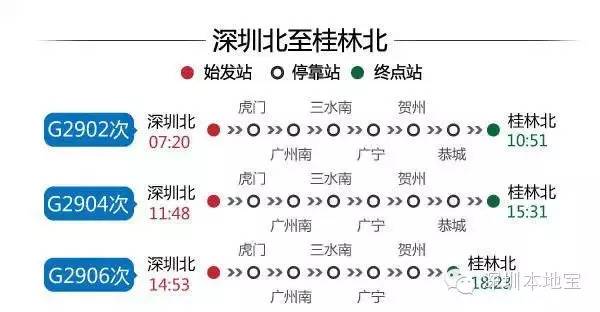 深圳北至桂林北
始发站 停靠站 终点站
虎门 三水南 贺州
G2902次 深圳北 桂林北
07:20 10:51
广州南 广宁 恭城
虎门 三水南 贺州
G2904次 深圳北 桂林北
11:48 15:31
广州南 广宁 恭城
虎门 三水南 贺州
G2906次 深圳北 桂林北
14:53 18:23
广州南 广宁
深圳本地宝